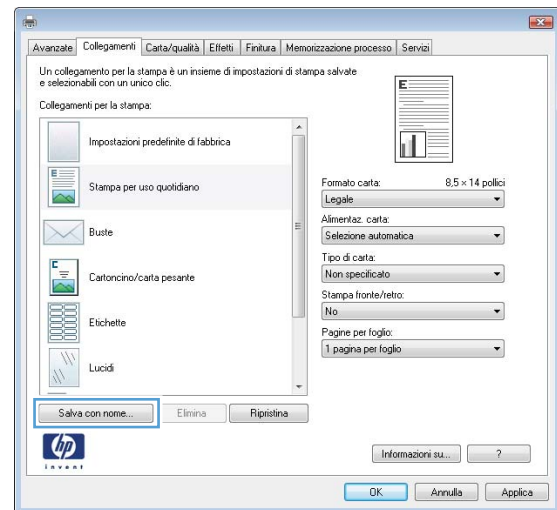 Avanzate Collegamenti Carta/qualità Effetti Finitura Memorizzazione processo Servizi
Un collegamento per la stampa è un insieme di impostazioni di stampa salvate
e selezionabili con un unico clic.
Collegamenti per la stampa:
Impostazioni predefinite di fabbrica
Stampa per uso quotidiano
Buste
Cartoncino/carta pesante
Etichette
Lucidi
Salva con nome... Elimina Ripristina
E
Formato carta: 8,5 × 14 pollici
Legale
Alimentaz. carta:
Selezione automatica
Tipo di carta:
Non specificato
Stampa fronte/retro:
No
Pagine per foglio:
1 pagina per foglio
hp
invent
Informazioni su... ?
OK Annulla Applica